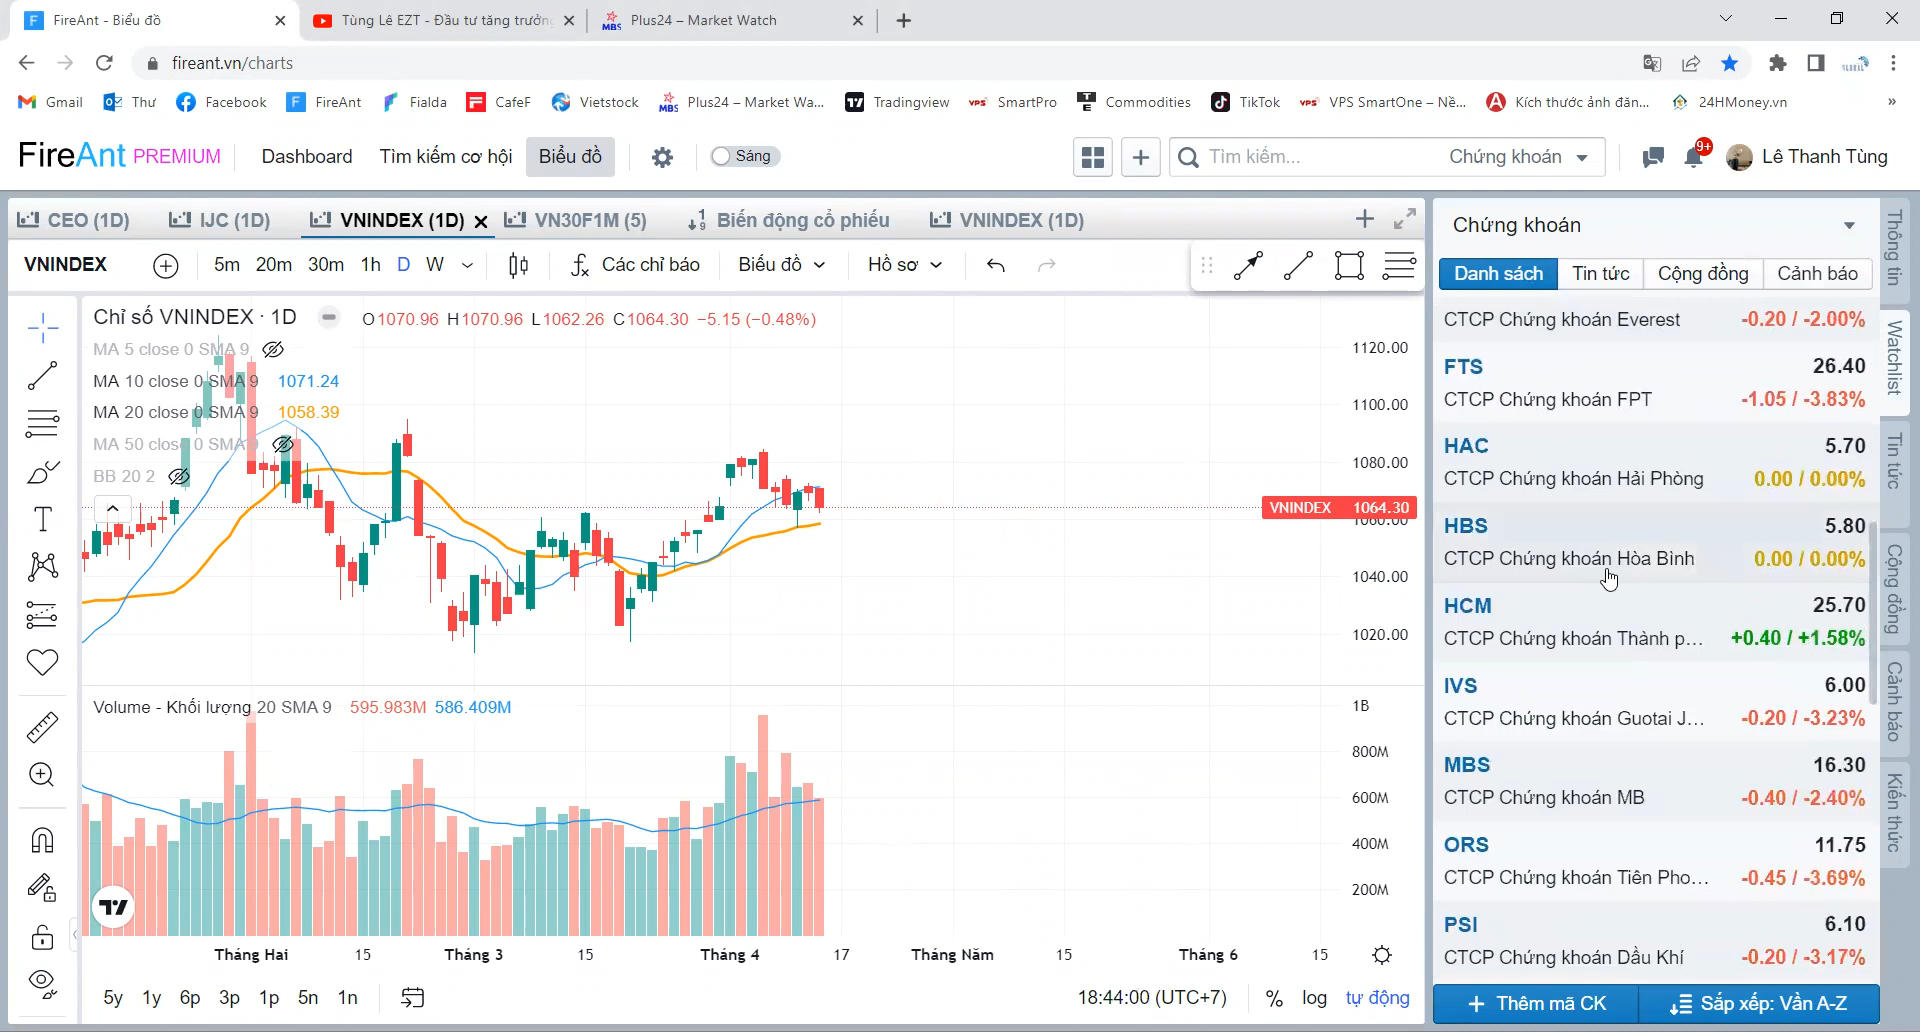 FireAnt - Biểu đồ
Tùng Lê EZT - Đầu tư tăng trưởng
Plus24 – Market Watch
fireant.vn/charts
Gmail
Thư
Facebook
FireAnt
Fialda
CafeF
Vietstock
Plus24 – Market Wa...
Tradingview
SmartPro
Commodities
TikTok
VPS SmartOne – Nề...
Kích thước ảnh đăn...
24HMoney.vn
»
FireAnt PREMIUM
Dashboard
Tìm kiếm cơ hội
Biểu đồ
Sáng
Tìm kiếm...
Chứng khoán
9+
Lê Thanh Tùng
CEO (1D)
IJC (1D)
VNINDEX (1D)
VN30F1M (5)
Biến động cổ phiếu
VNINDEX (1D)
VNINDEX
5m 20m 30m 1h D W
Các chỉ báo
Biểu đồ
Hồ sơ
Chỉ số VNINDEX · 1D
O1070.96 H1070.96 L1062.26 C1064.30 −5.15 (−0.48%)
MA 5 close 0 SMA 9
MA 10 close 0 SMA 9 1071.24
MA 20 close 0 SMA 9 1058.39
MA 50 close 0 SMA 9
BB 20 2
1120.00
1100.00
1080.00
VNINDEX 1064.30
1060.00
1040.00
1020.00
Volume - Khối lượng 20 SMA 9 595.983M 586.409M
1B
800M
600M
400M
200M
Tháng Hai 15 Tháng 3 15 Tháng 4 17 Tháng Năm 15 Tháng 6 15
5y 1y 6p 3p 1p 5n 1n
18:44:00 (UTC+7)
% log tự động
Chứng khoán
Danh sách
Tin tức
Cộng đồng
Cảnh báo
CTCP Chứng khoán Everest -0.20 / -2.00%
FTS 26.40
CTCP Chứng khoán FPT -1.05 / -3.83%
HAC 5.70
CTCP Chứng khoán Hải Phòng 0.00 / 0.00%
HBS 5.80
CTCP Chứng khoán Hòa Bình 0.00 / 0.00%
HCM 25.70
CTCP Chứng khoán Thành p... +0.40 / +1.58%
IVS 6.00
CTCP Chứng khoán Guotai J... -0.20 / -3.23%
MBS 16.30
CTCP Chứng khoán MB -0.40 / -2.40%
ORS 11.75
CTCP Chứng khoán Tiên Pho... -0.45 / -3.69%
PSI 6.10
CTCP Chứng khoán Dầu Khí -0.20 / -3.17%
Thêm mã CK
Sắp xếp: Vần A-Z
Thông tin
Watchlist
Tin tức
Cộng đồng
Cảnh báo
Kiến thức